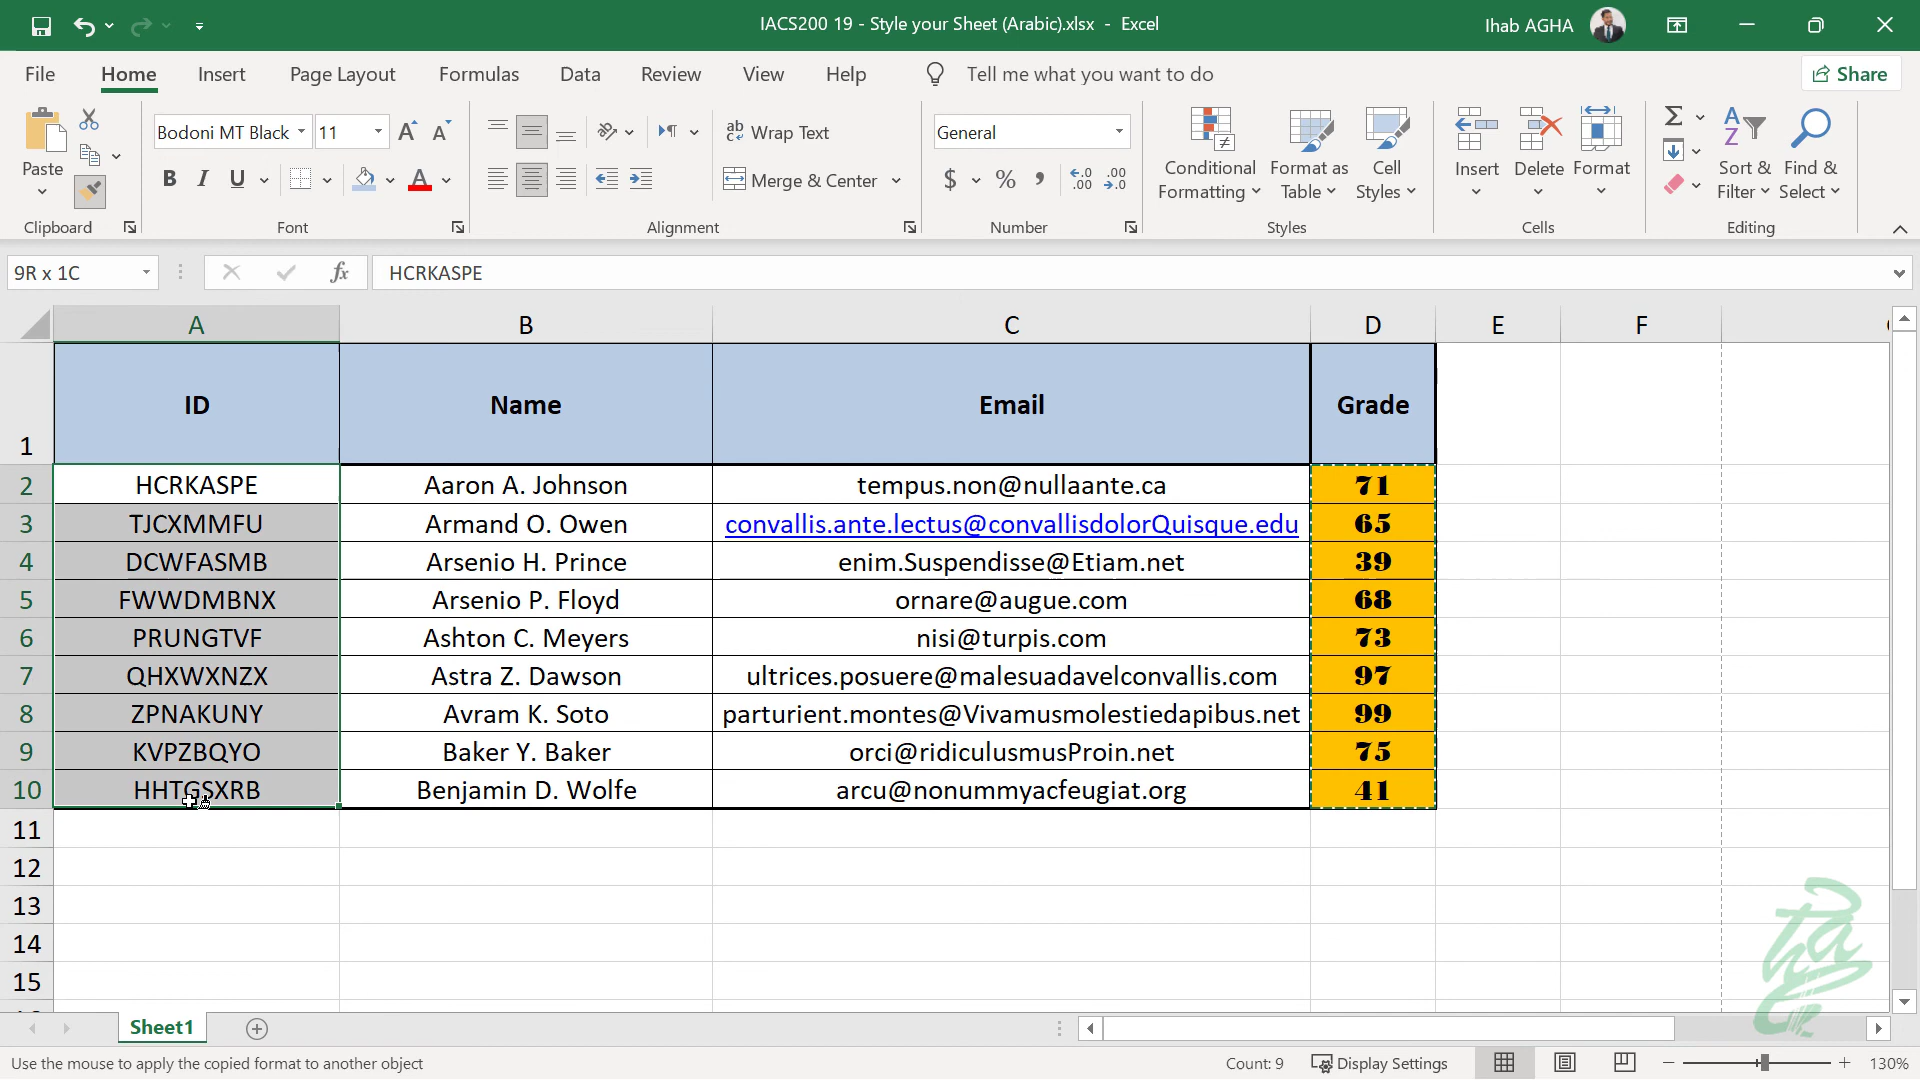 IACS200 19 - Style your Sheet (Arabic).xlsx - Excel
Ihab AGHA
File Home Insert Page Layout Formulas Data Review View Help Tell me what you want to do Share
Paste
Clipboard
Bodoni MT Black 11
B I U A
Font
ab Wrap Text
Merge & Center
Alignment
General
$ % , .00
Number
Conditional Formatting
Format as Table
Cell Styles
Styles
Insert Delete Format
Cells
Sort & Filter
Find & Select
Editing
9R x 1C fx HCRKASPE
A B C D E F
1 ID Name Email Grade
2 HCRKASPE Aaron A. Johnson tempus.non@nullaante.ca 71
3 TJCXMMFU Armand O. Owen convallis.ante.lectus@convallisdolorQuisque.edu 65
4 DCWFASMB Arsenio H. Prince enim.Suspendisse@Etiam.net 39
5 FWWDMBNX Arsenio P. Floyd ornare@augue.com 68
6 PRUNGTVF Ashton C. Meyers nisi@turpis.com 73
7 QHXWXNZX Astra Z. Dawson ultrices.posuere@malesuadavelconvallis.com 97
8 ZPNAKUNY Avram K. Soto parturient.montes@Vivamusmolestiedapibus.net 99
9 KVPZBQYO Baker Y. Baker orci@ridiculusmusProin.net 75
10 HHTGSXRB Benjamin D. Wolfe arcu@nonummyacfeugiat.org 41
11
12
13
14
15
Sheet1
Use the mouse to apply the copied format to another object
Count: 9 Display Settings 130%